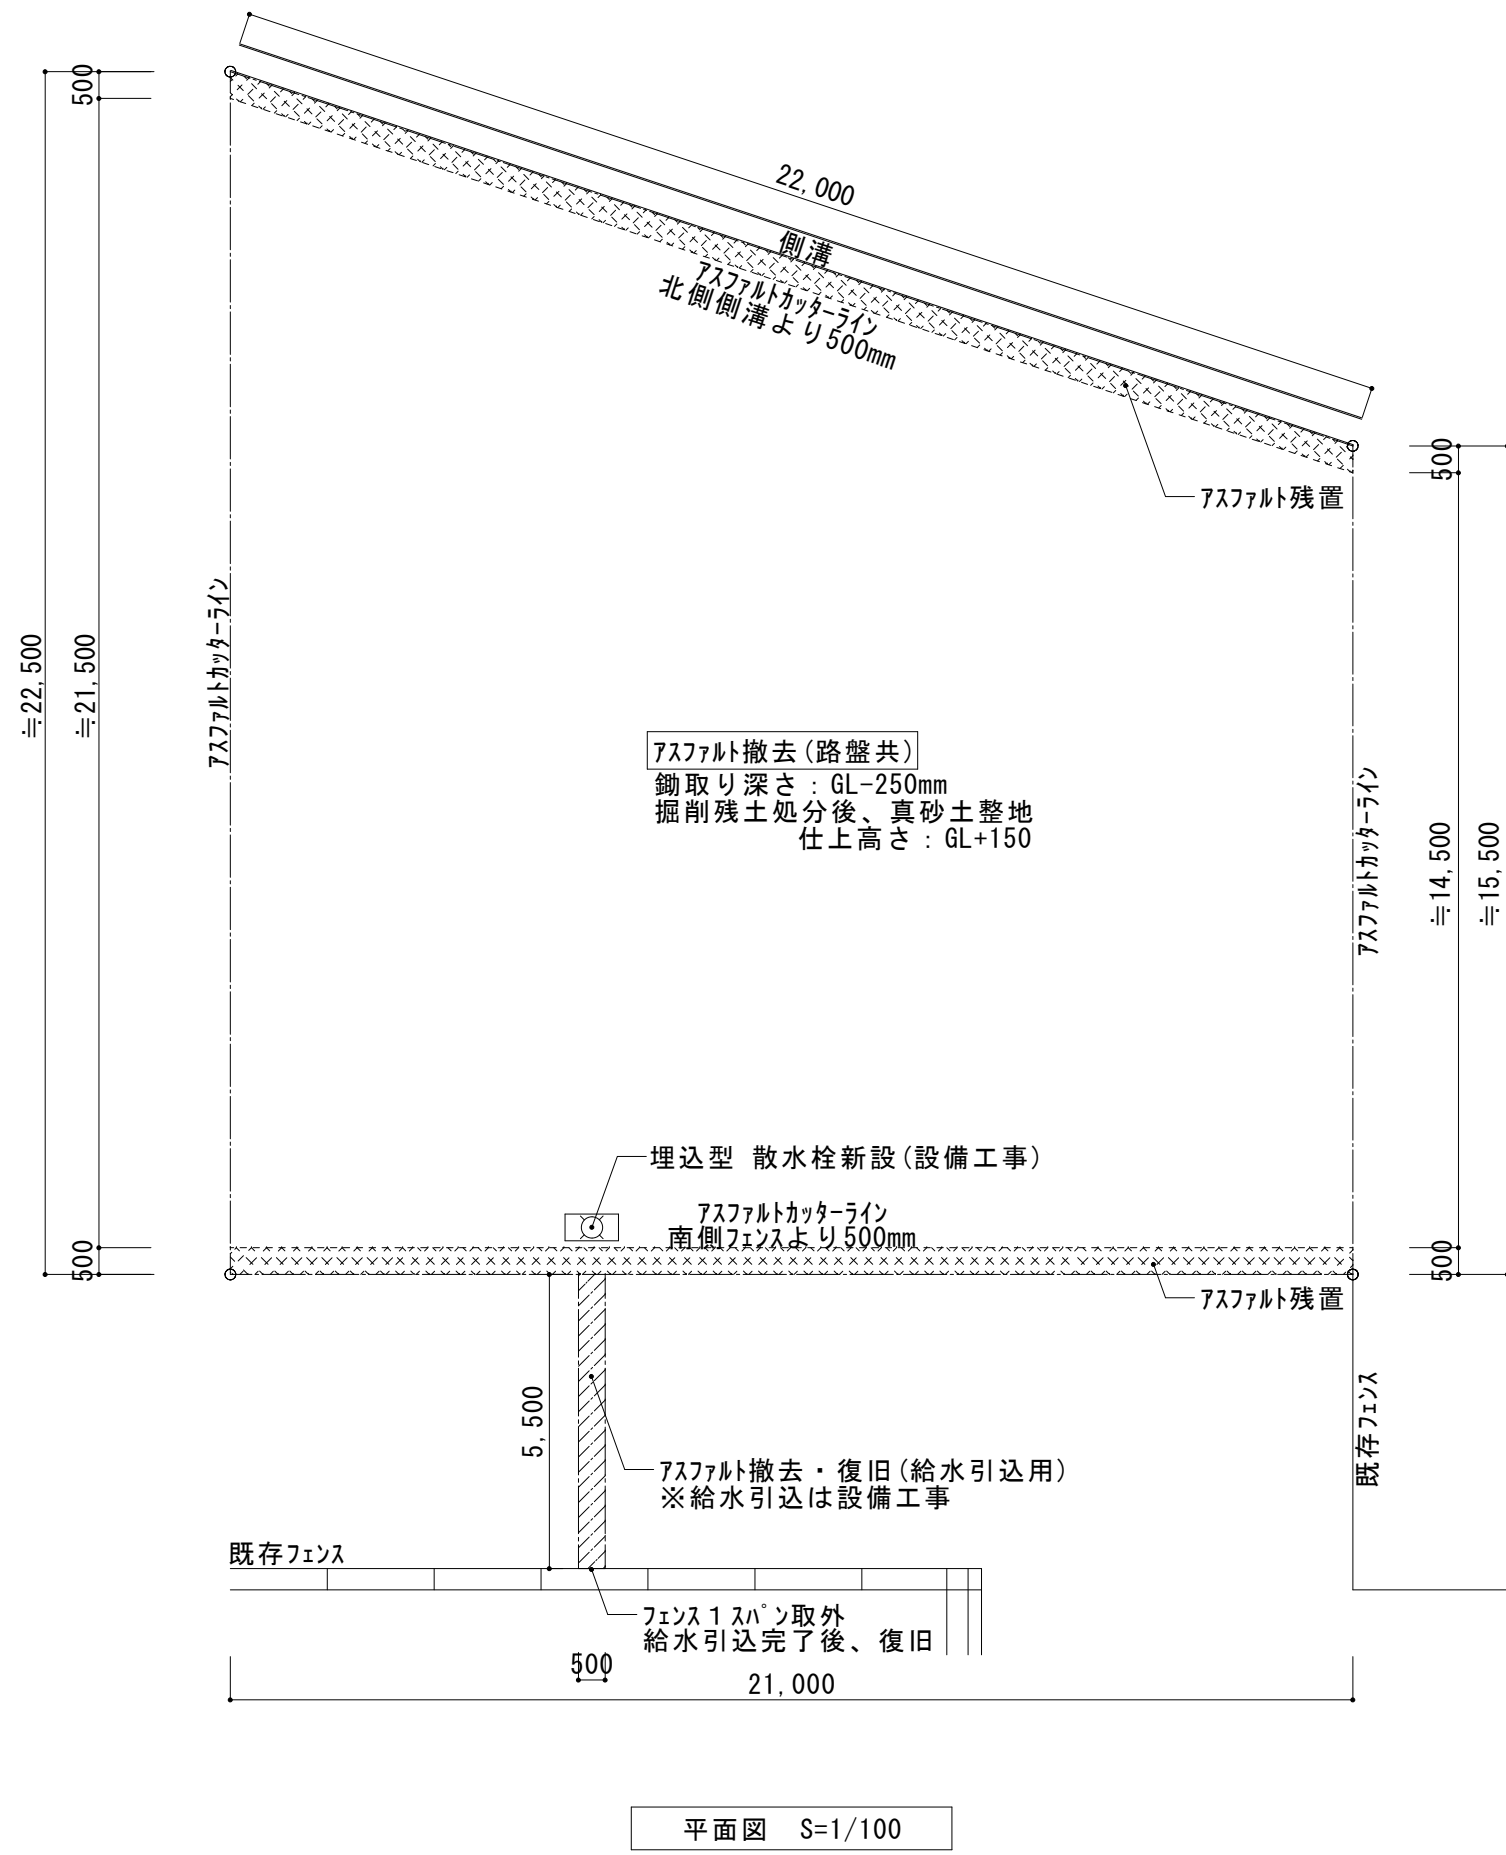 500
22,000
側溝
アスファルトカッターライン
北側側溝より500mm
500
アスファルト残置
アスファルトカッターライン
≒22,500
≒21,500
アスファルト撤去(路盤共)
鋤取り深さ：GL-250mm
掘削残土処分後、真砂土整地
仕上高さ：GL+150
アスファルトカッターライン
≒14,500
≒15,500
埋込型 散水栓新設(設備工事)
アスファルトカッターライン
南側フェンスより500mm
500
500
アスファルト残置
5,500
既存フェンス
アスファルト撤去・復旧(給水引込用)
※給水引込は設備工事
既存フェンス
フェンス1スパン取外
給水引込完了後、復旧
500
21,000
平面図 S=1/100